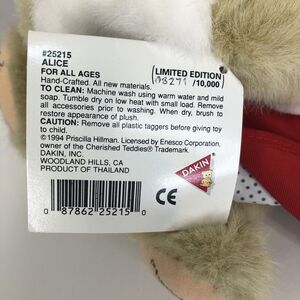 #25215
ALICE
FOR ALL AGES
LIMITED EDITION
08291 /10,000
Hand-Crafted. All new materials.
TO CLEAN: Machine wash using warm water and mild
soap. Tumble dry on low heat with small load. Remove
all accessories prior to washing. When dry, brush to
restore appearance of plush.
CAUTION: Remove all plastic taggers before giving toy
to child.
©1994 Priscilla Hillman. Licensed by Enesco Corporation,
owner of the Cherished Teddies® Trademark.
DAKIN, INC.
WOODLAND HILLS, CA
PRODUCT OF THAILAND
DAKIN
CE
0 87862 25215 0